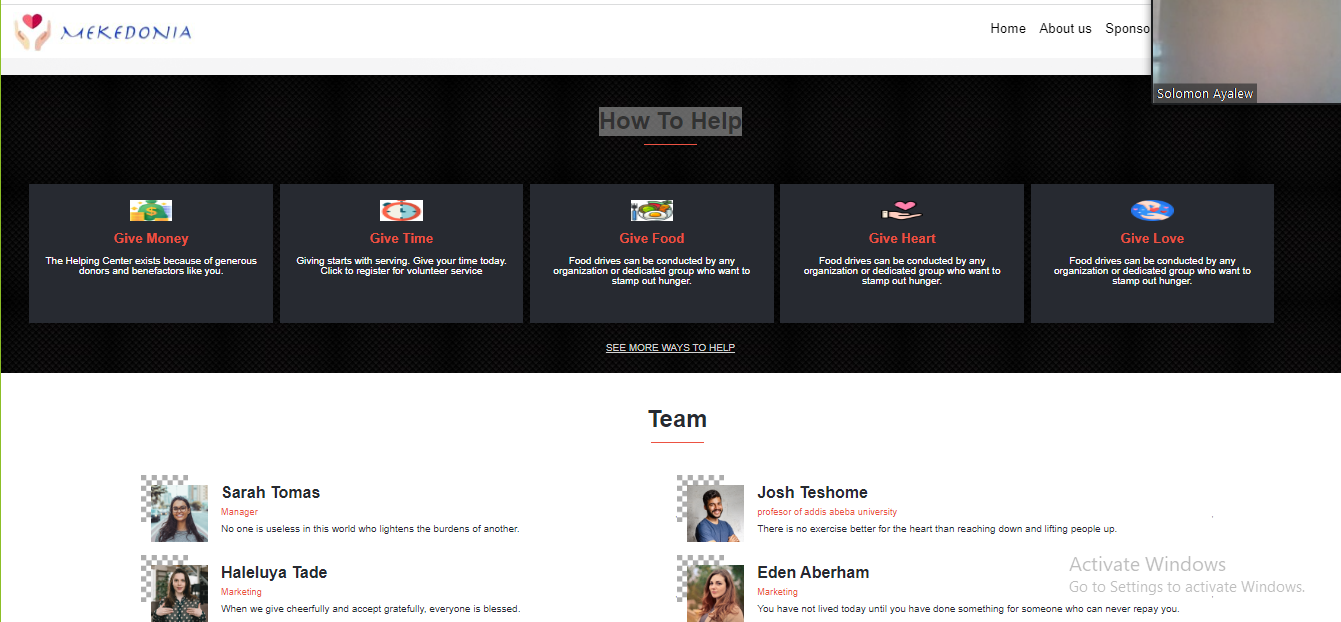 MEKEDONIA
Home About us Sponso
Solomon Ayalew
How To Help
Give Money
The Helping Center exists because of generous
donors and benefactors like you.
Give Time
Giving starts with serving. Give your time today.
Click to register for volunteer service
Give Food
Food drives can be conducted by any
organization or dedicated group who want to
stamp out hunger.
Give Heart
Food drives can be conducted by any
organization or dedicated group who want to
stamp out hunger.
Give Love
Food drives can be conducted by any
organization or dedicated group who want to
stamp out hunger.
SEE MORE WAYS TO HELP
Team
Sarah Tomas
Manager
No one is useless in this world who lightens the burdens of another.
Josh Teshome
profesor of addis abeba university
There is no exercise better for the heart than reaching down and lifting people up.
Haleluya Tade
Marketing
When we give cheerfully and accept gratefully, everyone is blessed.
Eden Aberham
Marketing
You have not lived today until you have done something for someone who can never repay you.
Activate Windows
Go to Settings to activate Windows.